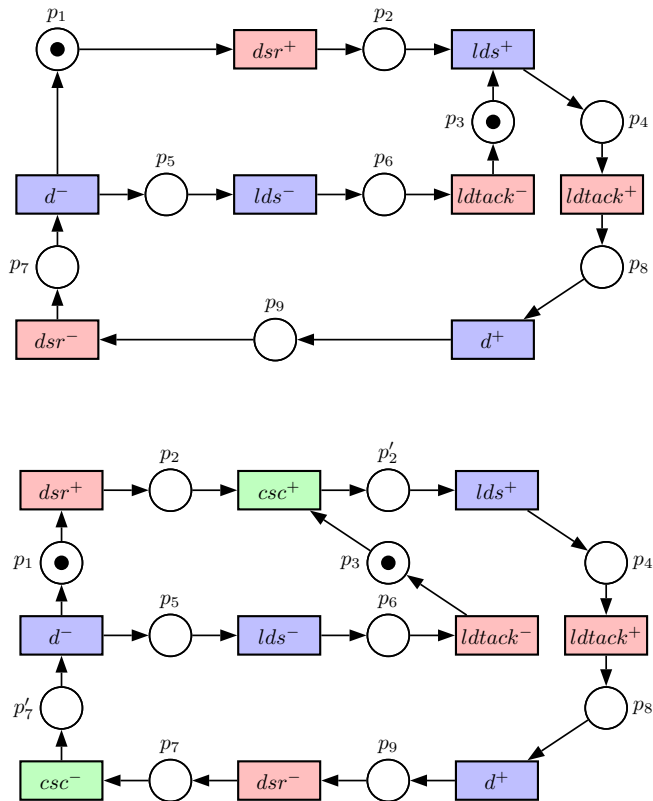 p₁
dsr⁺ p₂ lds⁺
p₃ p₄
p₅ p₆
d⁻ lds⁻ ldtack⁻ ldtack⁺
p₇ p₈
p₉
dsr⁻ d⁺
p₂ p′₂
dsr⁺ csc⁺ lds⁺
p₁ p₃ p₄
p₅ p₆
d⁻ lds⁻ ldtack⁻ ldtack⁺
p′₇ p₈
p₇ p₉
csc⁻ dsr⁻ d⁺